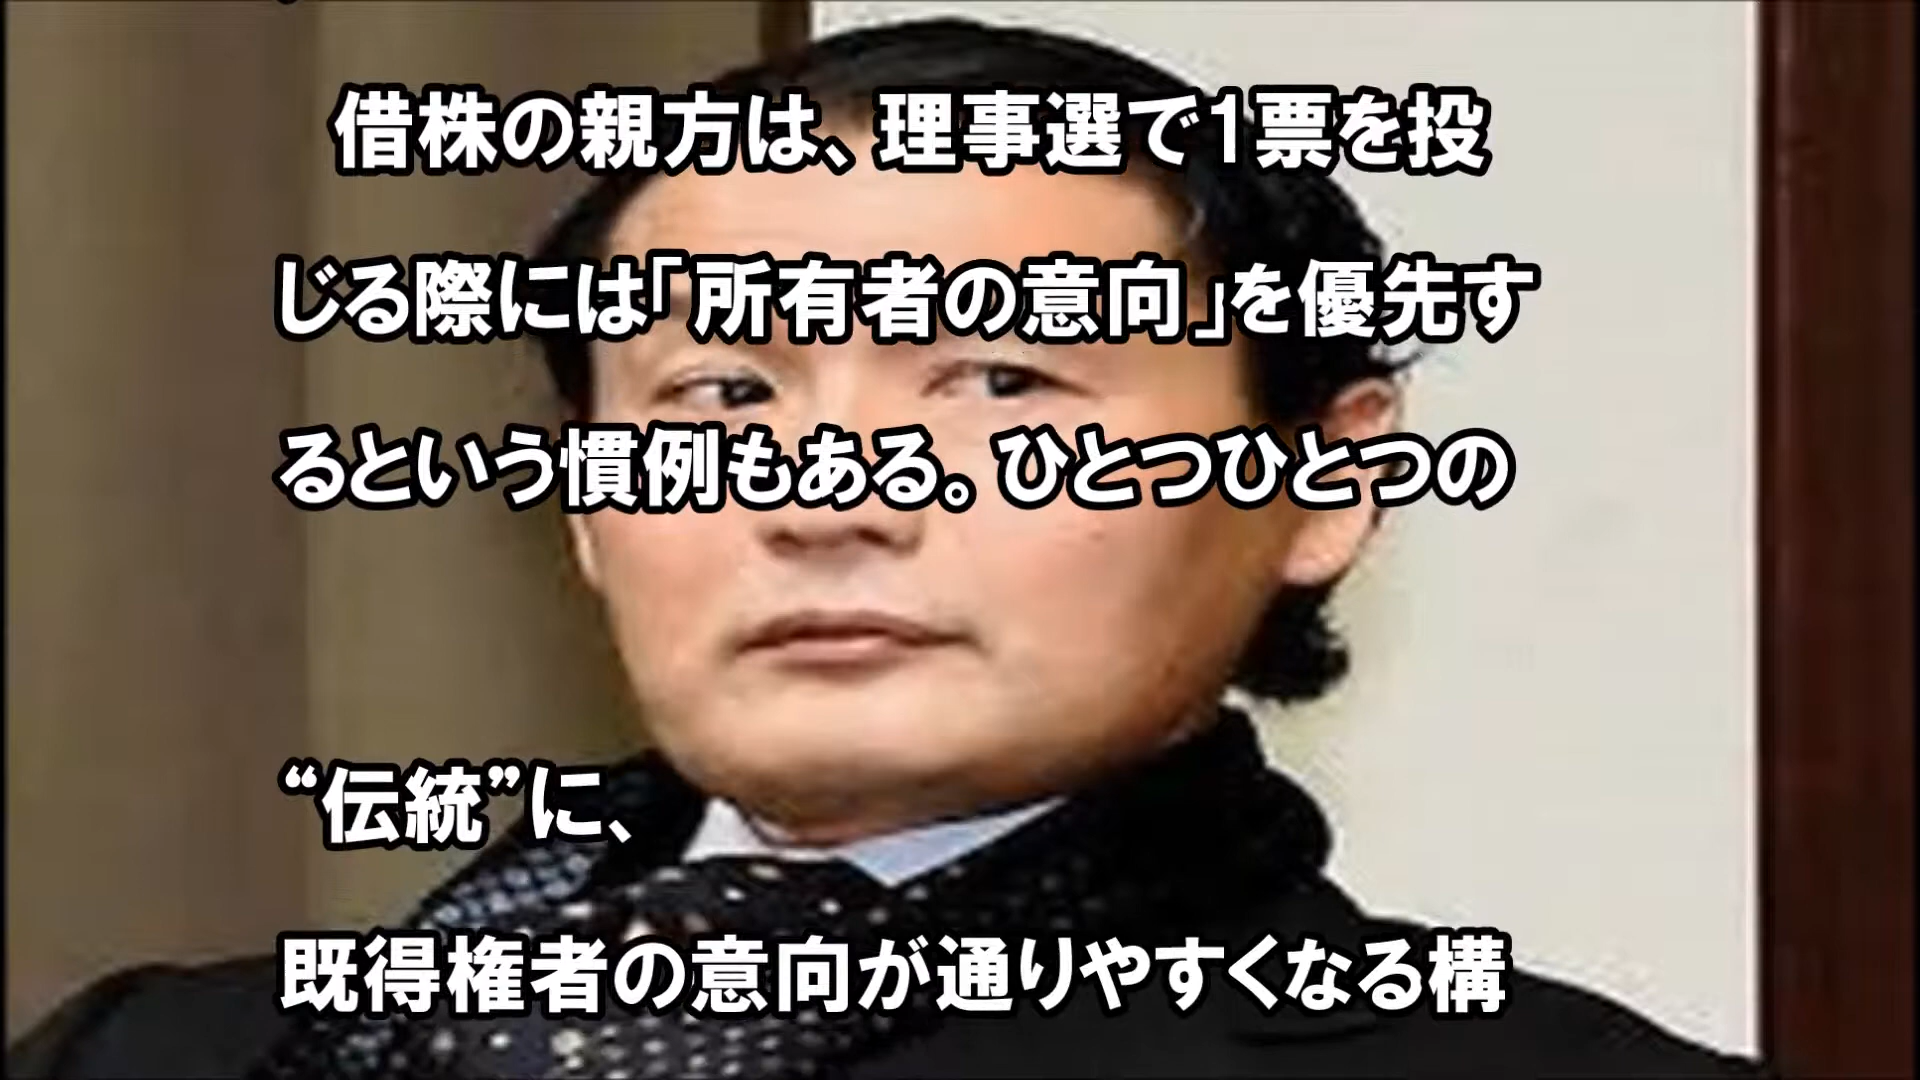 借株の親方は、理事選で1票を投
じる際には「所有者の意向」を優先す
るという慣例もある。ひとつひとつの
“伝統”に、
既得権者の意向が通りやすくなる構